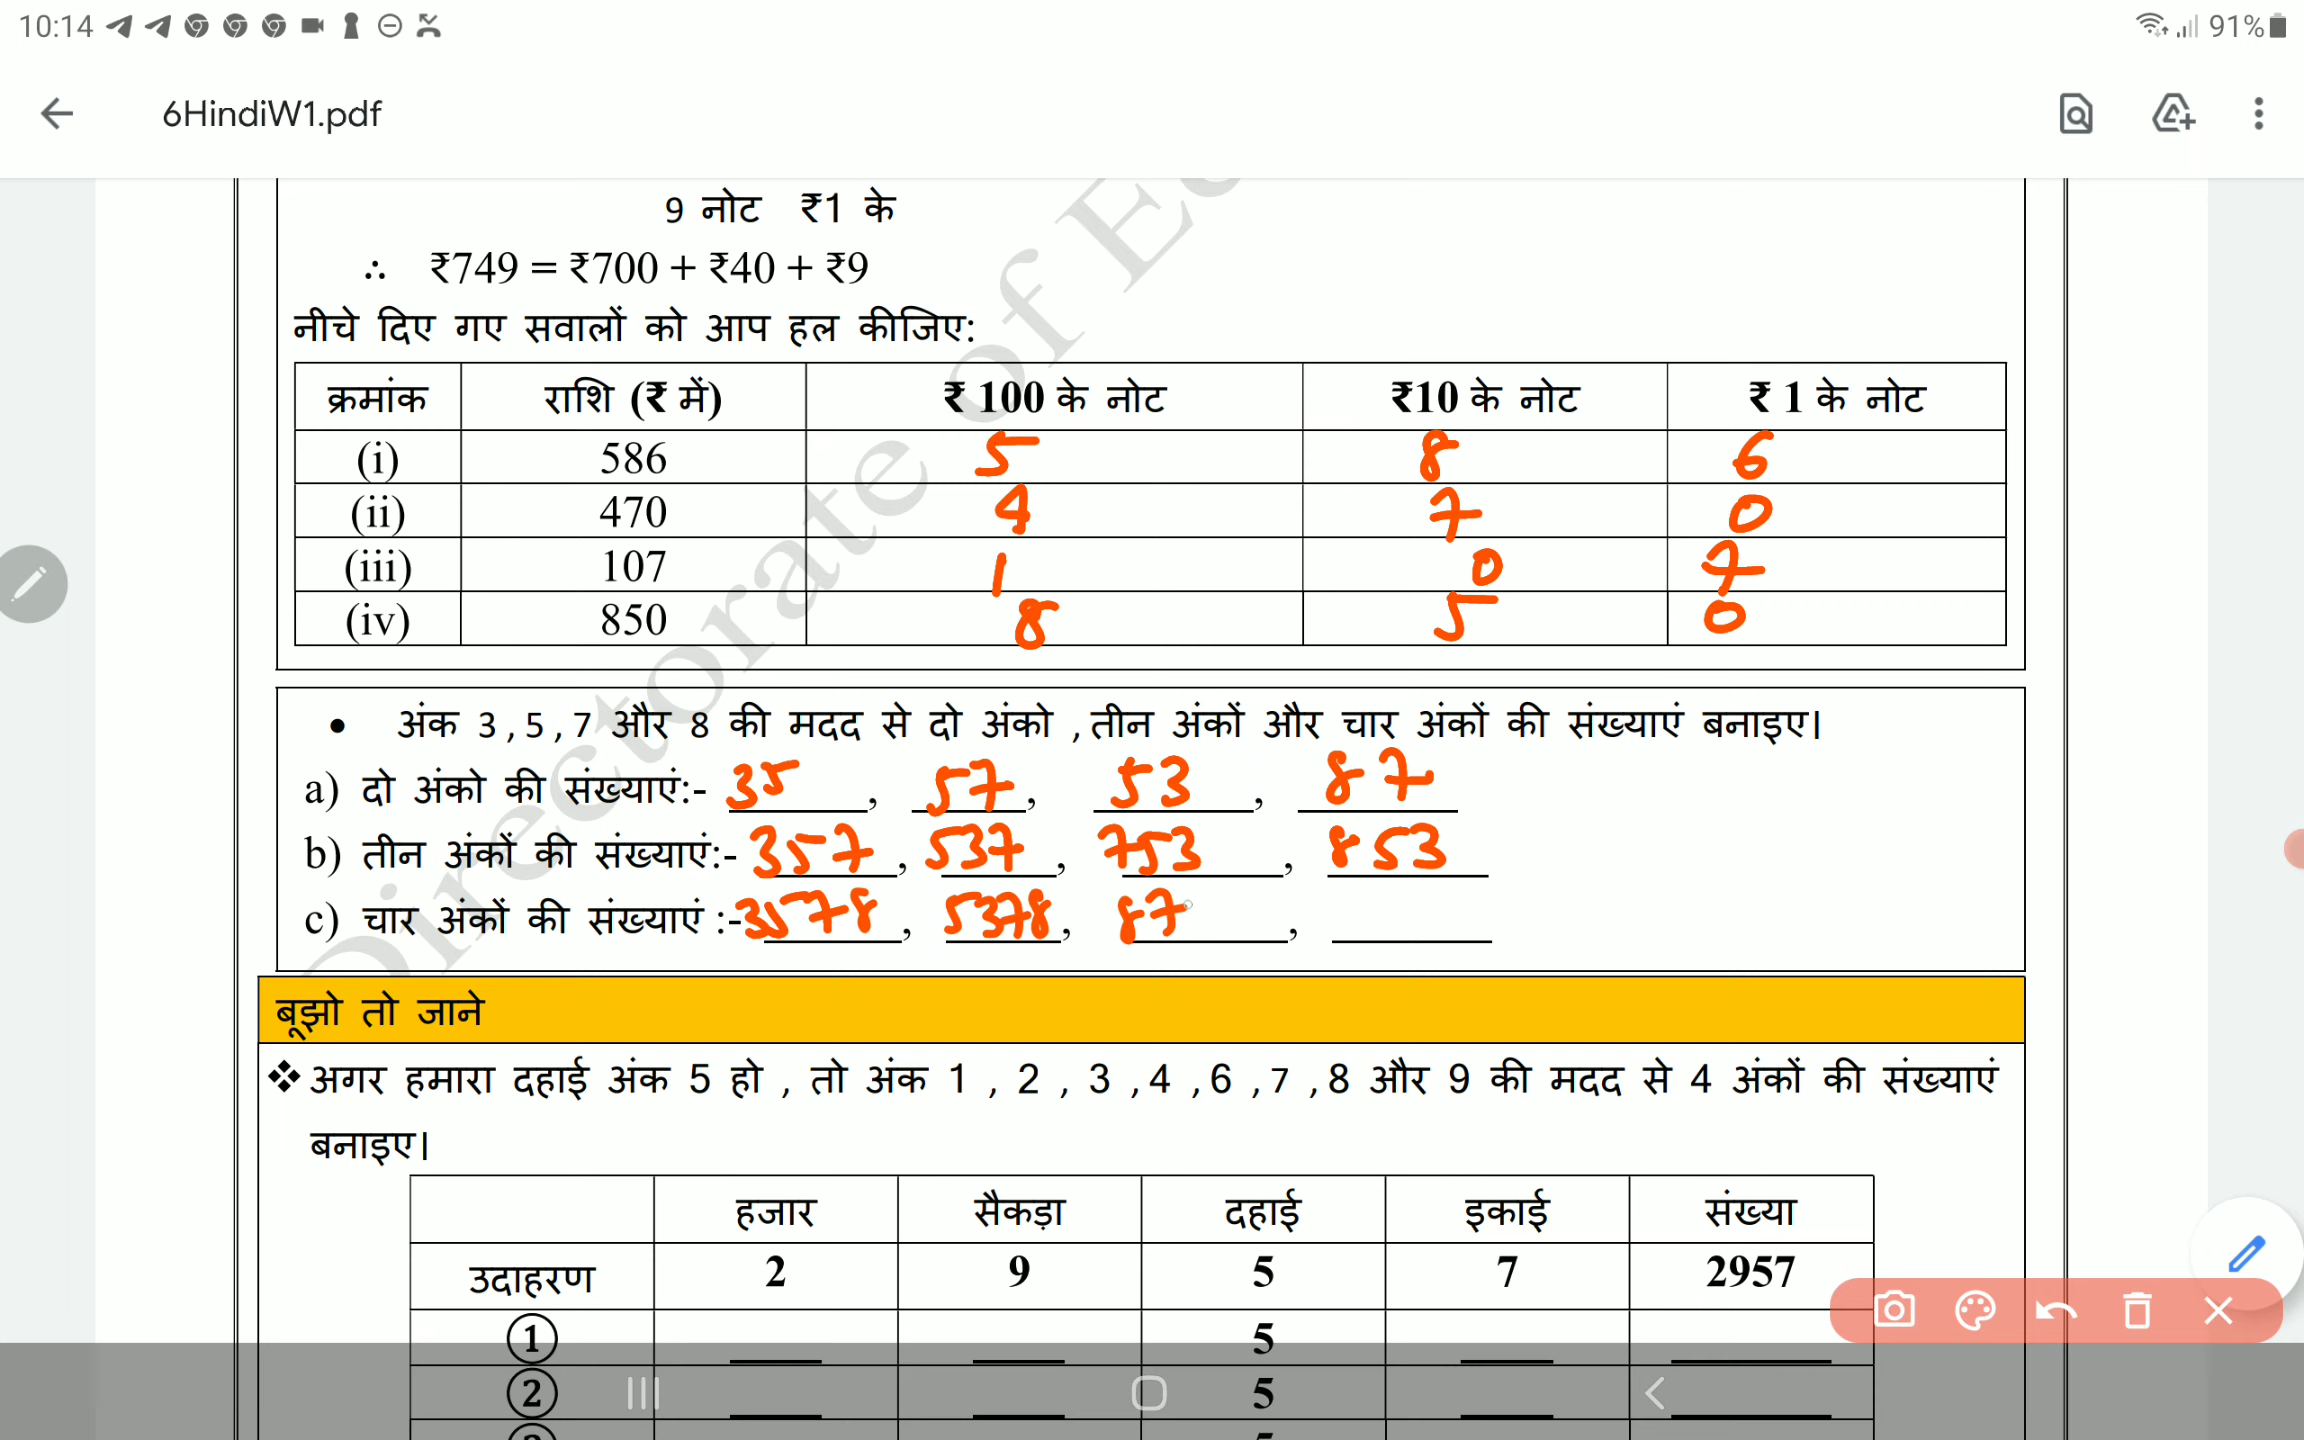 10:14 91%
6HindiW1.pdf
9 नोट ₹1 के
∴ ₹749 = ₹700 + ₹40 + ₹9
नीचे दिए गए सवालों को आप हल कीजिए:
क्रमांक राशि (₹ में) ₹ 100 के नोट ₹10 के नोट ₹ 1 के नोट
(i) 586 5 8 6
(ii) 470 4 7 0
(iii) 107 1 0 7
(iv) 850 8 5 0
• अंक 3 , 5 , 7 और 8 की मदद से दो अंको , तीन अंकों और चार अंकों की संख्याएं बनाइए।
a) दो अंको की संख्याएं:- 35, 57, 53, 87
b) तीन अंकों की संख्याएं:- 357, 537, 753, 853
c) चार अंकों की संख्याएं :- 3578, 5378, 87,
बूझो तो जाने
❖ अगर हमारा दहाई अंक 5 हो , तो अंक 1 , 2 , 3 , 4 , 6 , 7 , 8 और 9 की मदद से 4 अंकों की संख्याएं
बनाइए।
हजार सैकड़ा दहाई इकाई संख्या
उदाहरण 2 9 5 7 2957
① 5
② 5
Directorate of